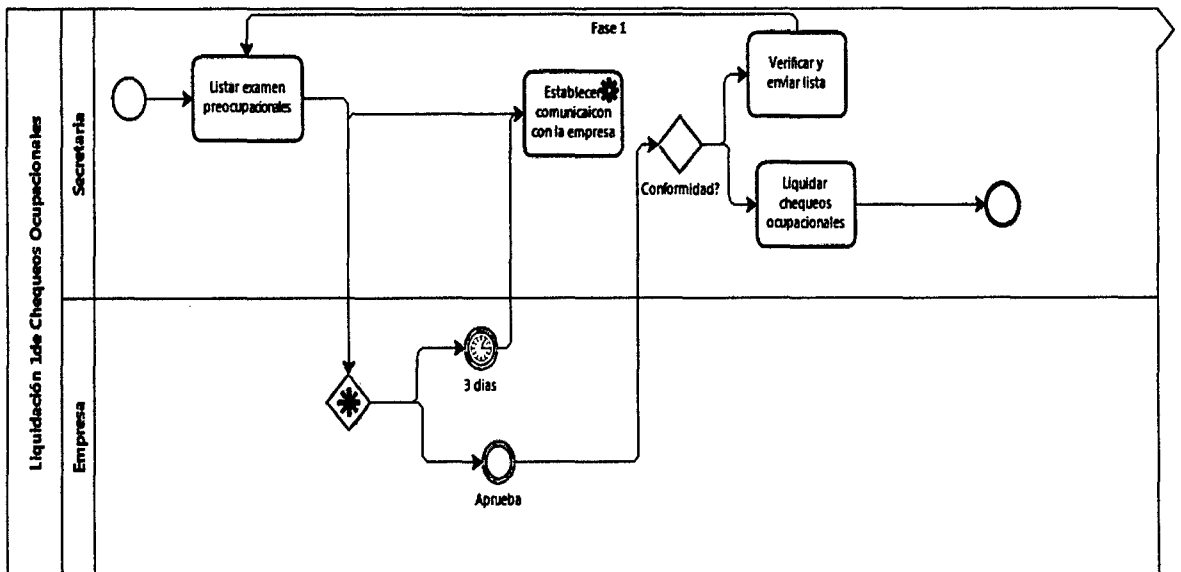 Fase 1
Liquidación 1de Chequeos Ocupacionales
Secretaria
Listar examen
preocupacionales
Establecer
comunicaicon
con la empresa
Verificar y
enviar lista
Conformidad?
Liquidar
chequeos
ocupacionales
Empresa
3 dias
Aprueba